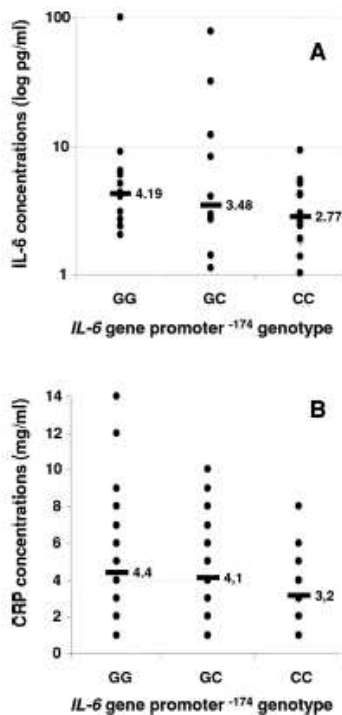 A
IL-6 concentrations (log pg/ml)
100
10
1
4.19
3.48
2.77
GG GC CC
IL-6 gene promoter -174 genotype
B
CRP concentrations (mg/ml)
14
12
10
8
6
4
2
0
4.4
4,1
3,2
GG GC CC
IL-6 gene promoter -174 genotype